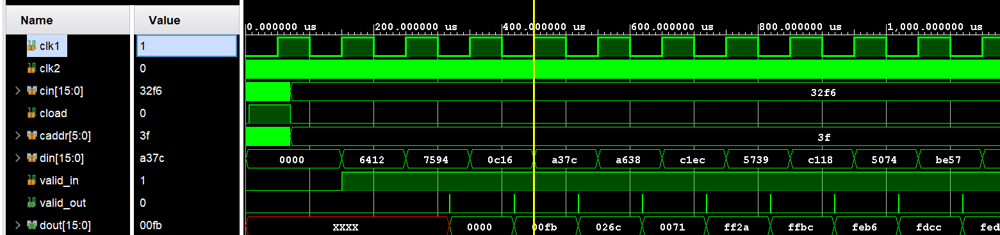 Name Value
0.000000 us 200.000000 us 400.000000 us 600.000000 us 800.000000 us 1,000.000000 us
clk1 1
clk2 0
cin[15:0] 32f6 32f6
cload 0
caddr[5:0] 3f 3f
din[15:0] a37c 0000 6412 7594 0c16 a37c a638 c1ec 5739 c118 5074 be57
valid_in 1
valid_out 0
dout[15:0] 00fb XXXX 0000 00fb 026c 0071 ff2a ffbc feb6 fdcc fed